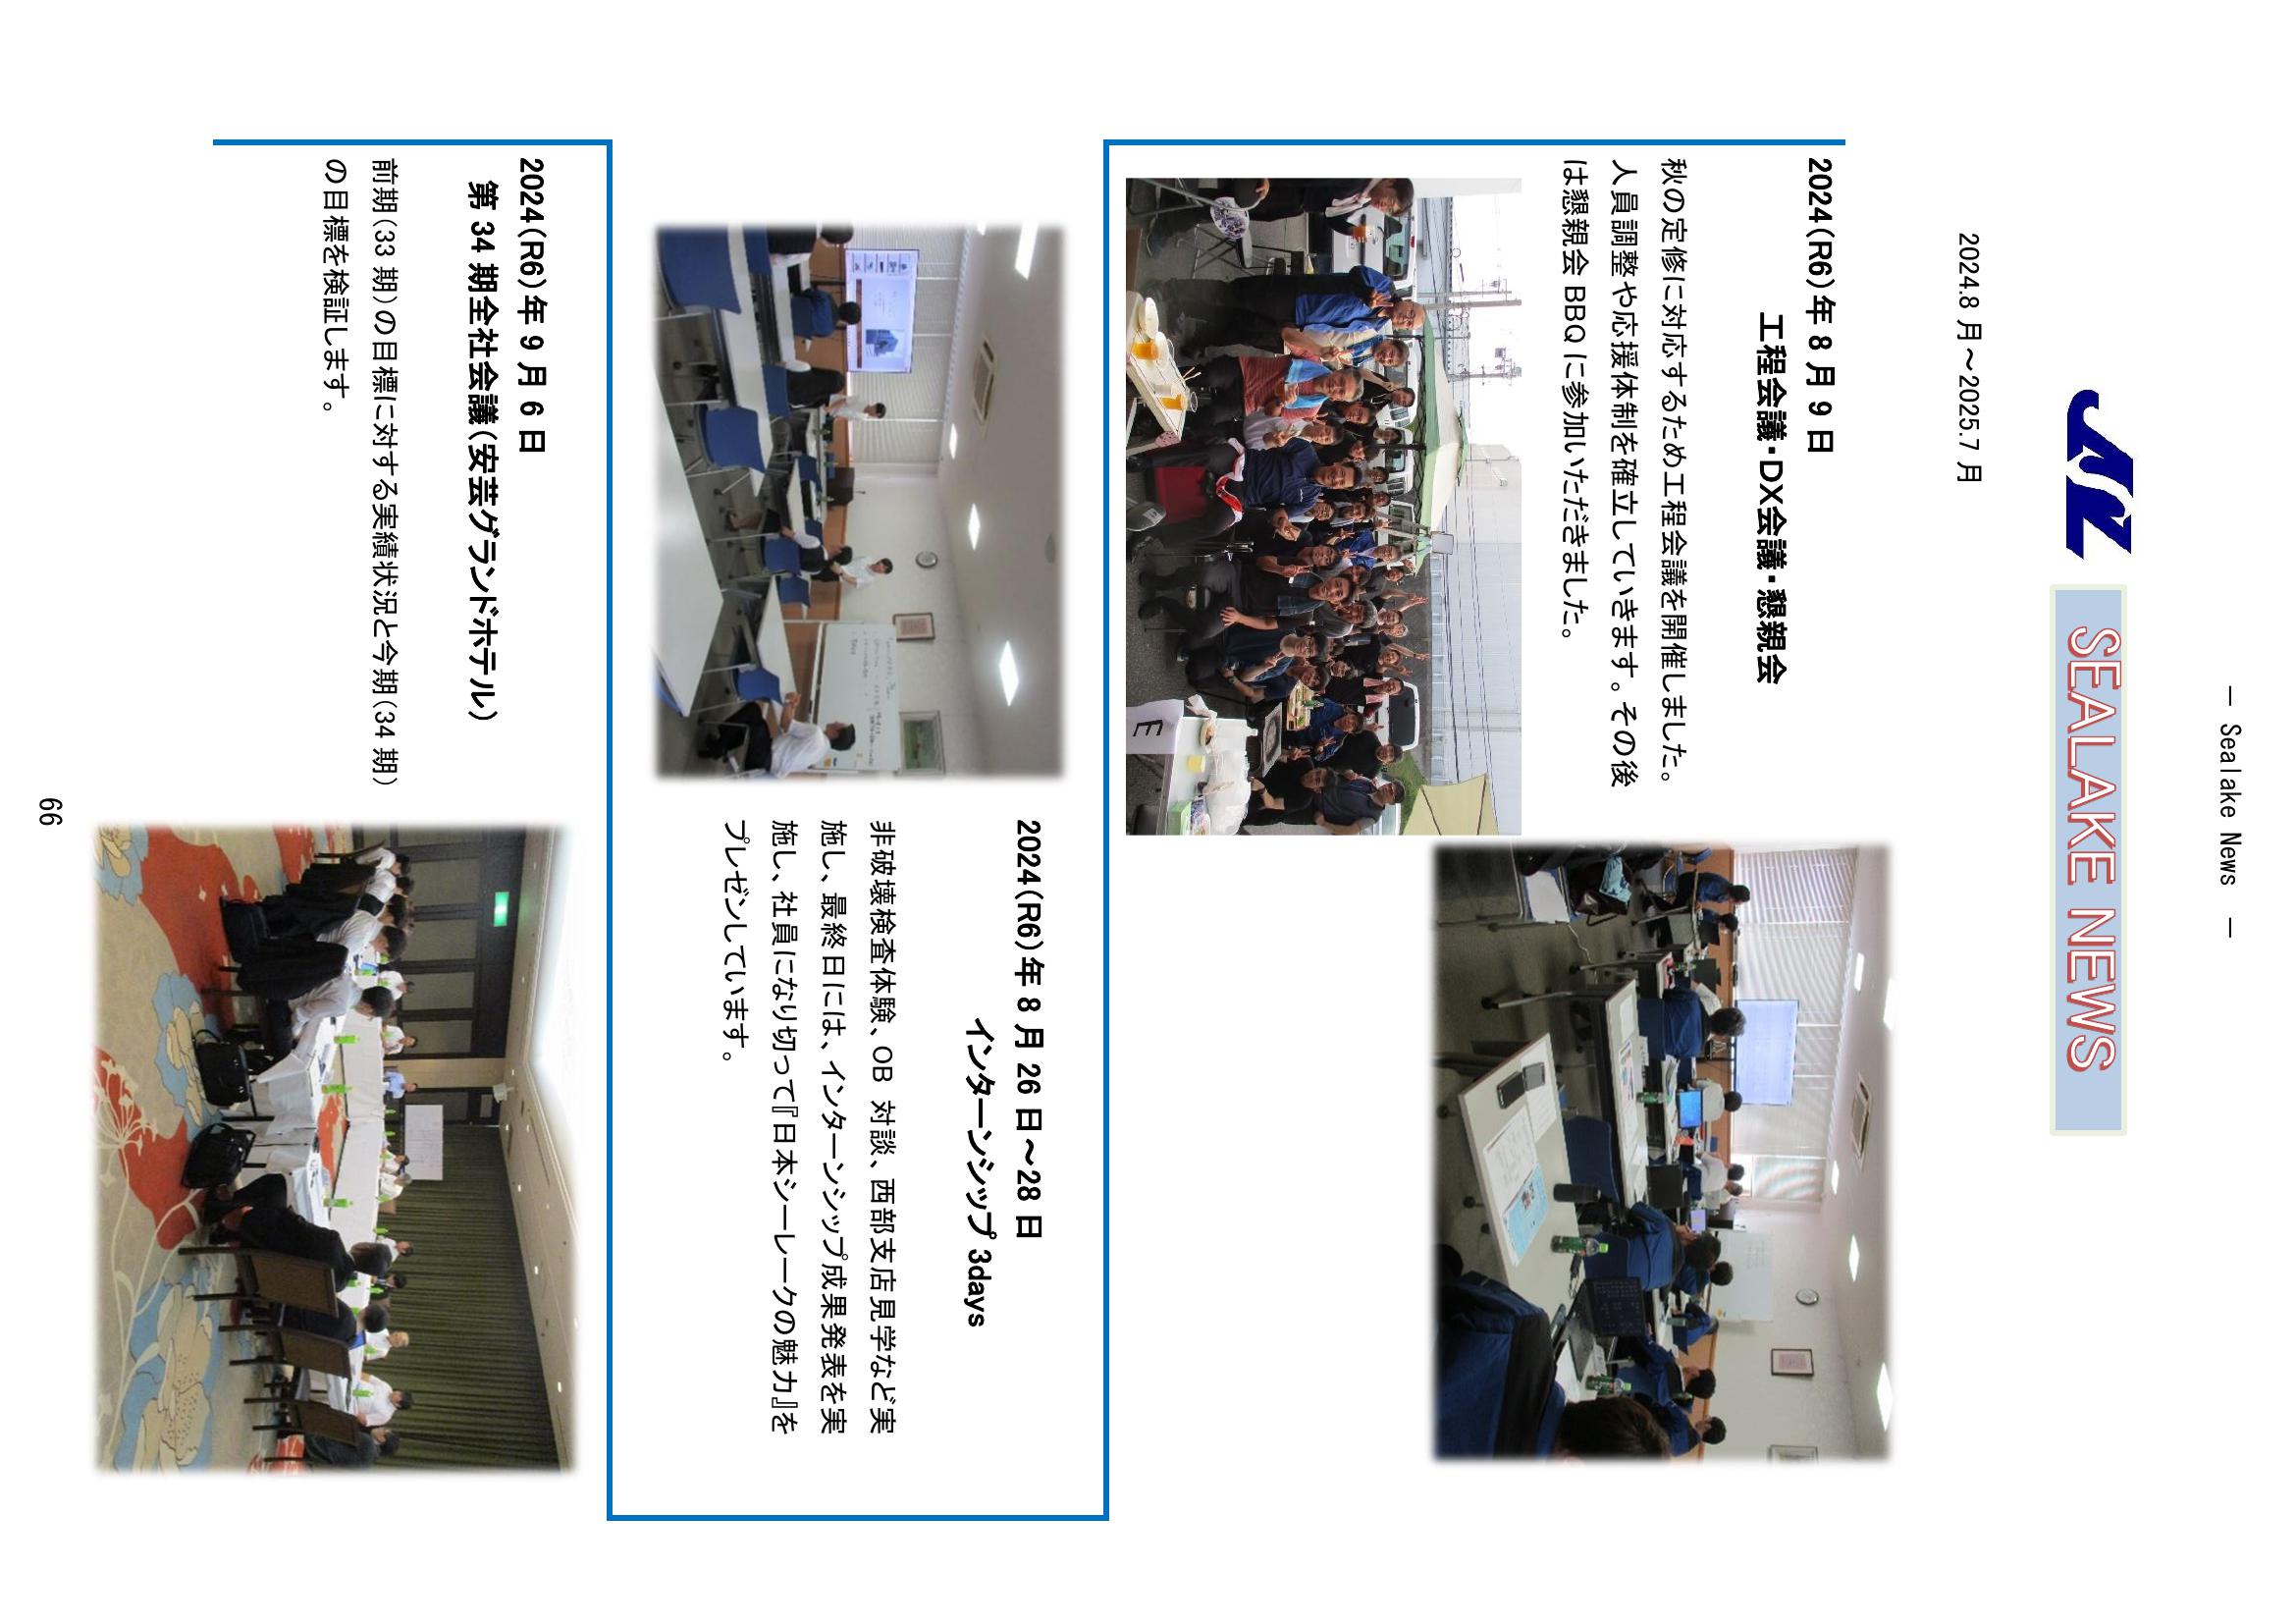 ― Sealake News ―
SEALAKE NEWS
2024.8 月～2025.7 月
2024(R6)年 8 月 9 日
工程会議・DX会議・懇親会
秋の定修に対応するため工程会議を開催しました。
人員調整や応援体制を確立していきます。その後
は懇親会 BBQ に参加いただきました。
E
2024(R6)年 8 月 26 日～28 日
インターンシップ 3days
非破壊検査体験、OB 対談、西部支店見学など実
施し、最終日には、インターンシップ成果発表を実
施し、社員になり切って『日本シーレークの魅力』を
プレゼンしています。
2024(R6)年 9 月 6 日
第 34 期全社会議(安芸グランドホテル)
前期(33 期)の目標に対する実績状況と今期(34 期)
の目標を検証します。
66